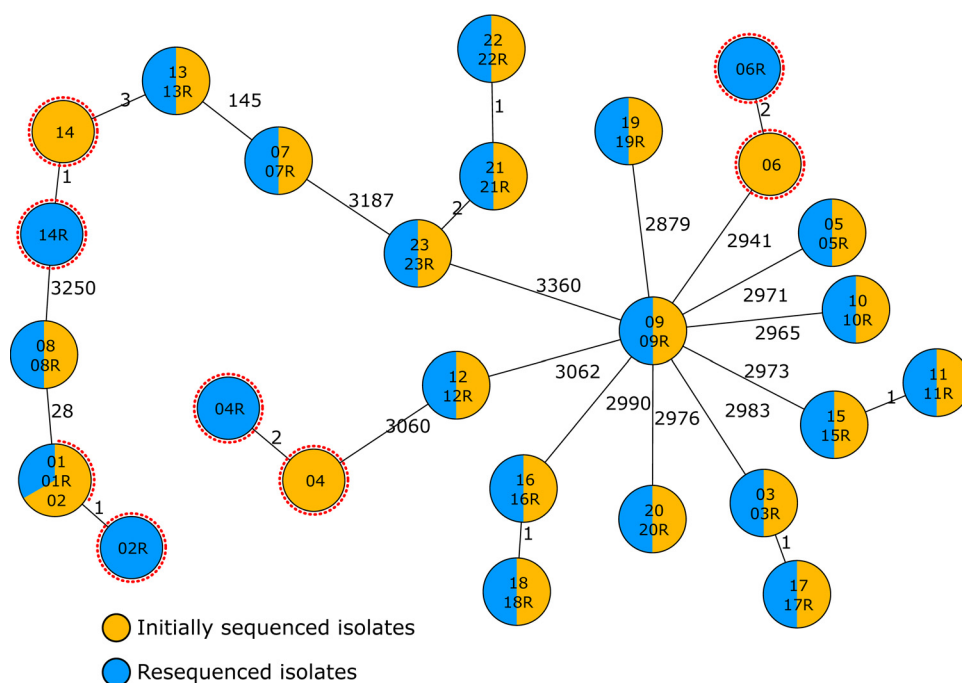 22
22R
13
13R
06R
3
145
1
2
19
19R
14
07
07R
21
21R
06
1
3187
2
2879
05
05R
14R
23
23R
2941
3250
3360
2971
10
10R
09
09R
2965
08
08R
12
12R
3062
2973
11
11R
28
04R
3060
2
2990
2976
2983
1
15
15R
01
01R
02
04
16
16R
03
03R
1
20
20R
02R
1
1
18
18R
17
17R
Initially sequenced isolates
Resequenced isolates